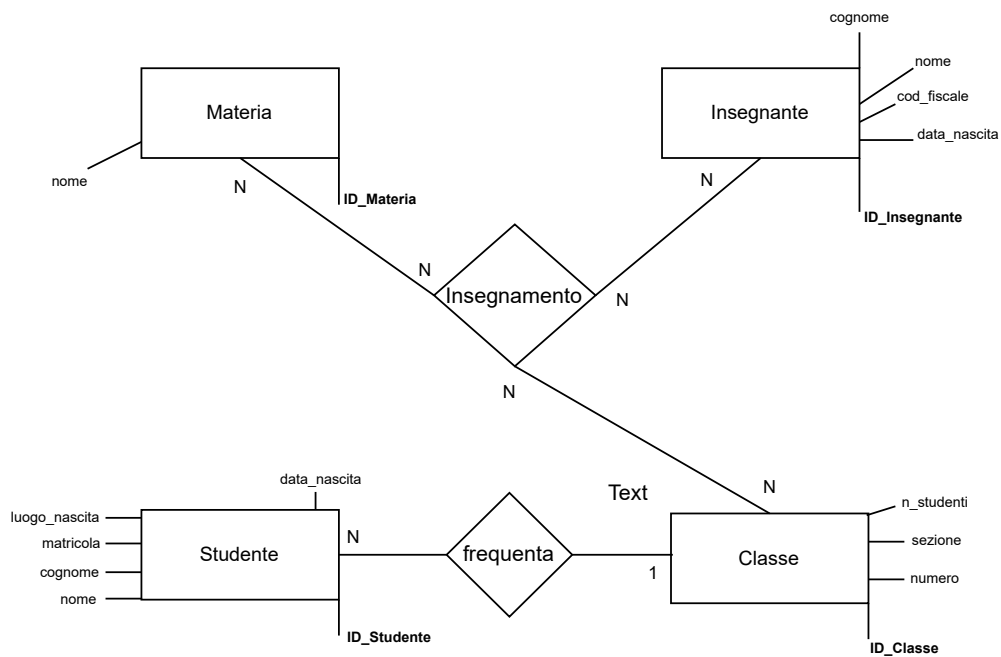 cognome
nome
cod_fiscale
data_nascita
Materia
Insegnante
nome
N
N
ID_Materia
ID_Insegnante
N
N
Insegnamento
N
N
data_nascita
Text
n_studenti
luogo_nascita
matricola
cognome
nome
Studente
N
frequenta
1
Classe
sezione
numero
ID_Studente
ID_Classe